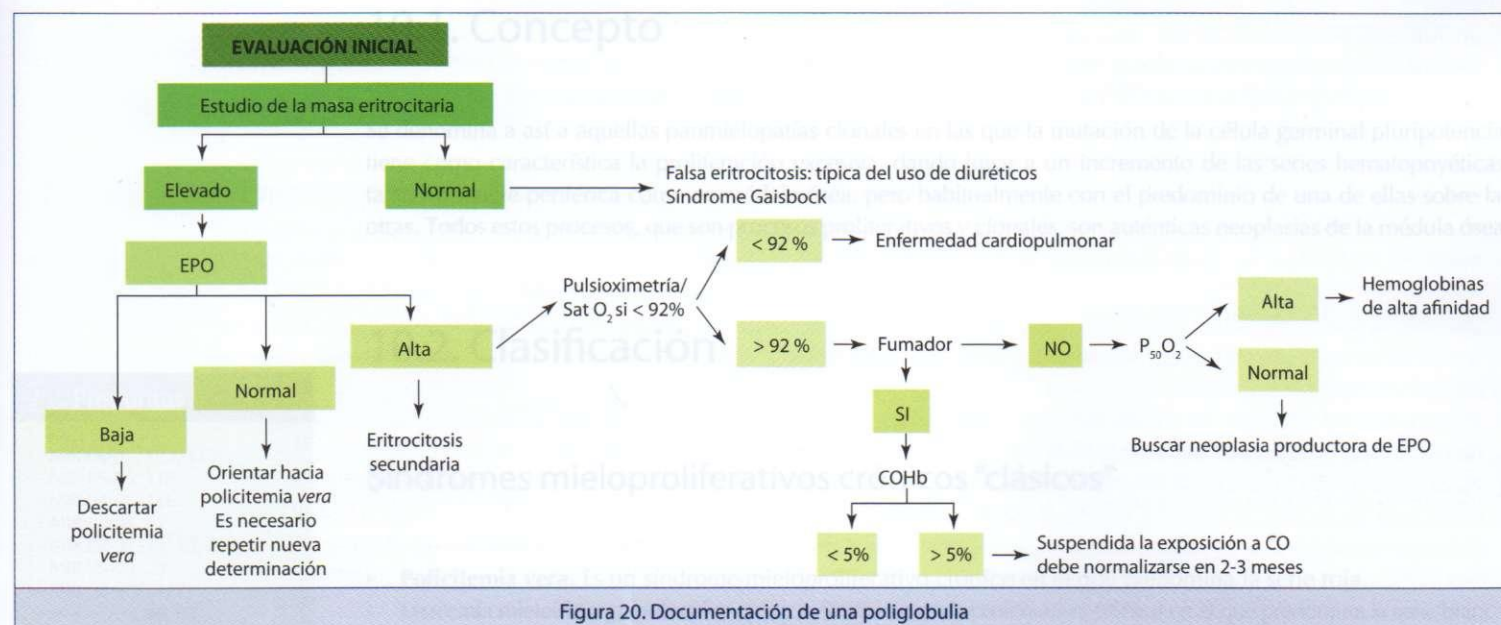 EVALUACIÓN INICIAL
Estudio de la masa eritrocitaria
Elevado
Normal
Falsa eritrocitosis: típica del uso de diuréticos
Síndrome Gaisbock
EPO
< 92 %
Enfermedad cardiopulmonar
Pulsioximetría/
Sat O₂ si < 92%
Alta
> 92 %
Fumador
NO
P₅₀O₂
Alta
Hemoglobinas
de alta afinidad
Normal
Buscar neoplasia productora de EPO
Normal
Baja
SI
Eritrocitosis
secundaria
Orientar hacia
policitemia vera
Es necesario
repetir nueva
determinación
Descartar
policitemia
vera
COHb
< 5%
> 5%
Suspendida la exposición a CO
debe normalizarse en 2-3 meses
Figura 20. Documentación de una poliglobulia
Concepto
10.2. Clasificación
Síndromes mieloproliferativos crónicos "clásicos"